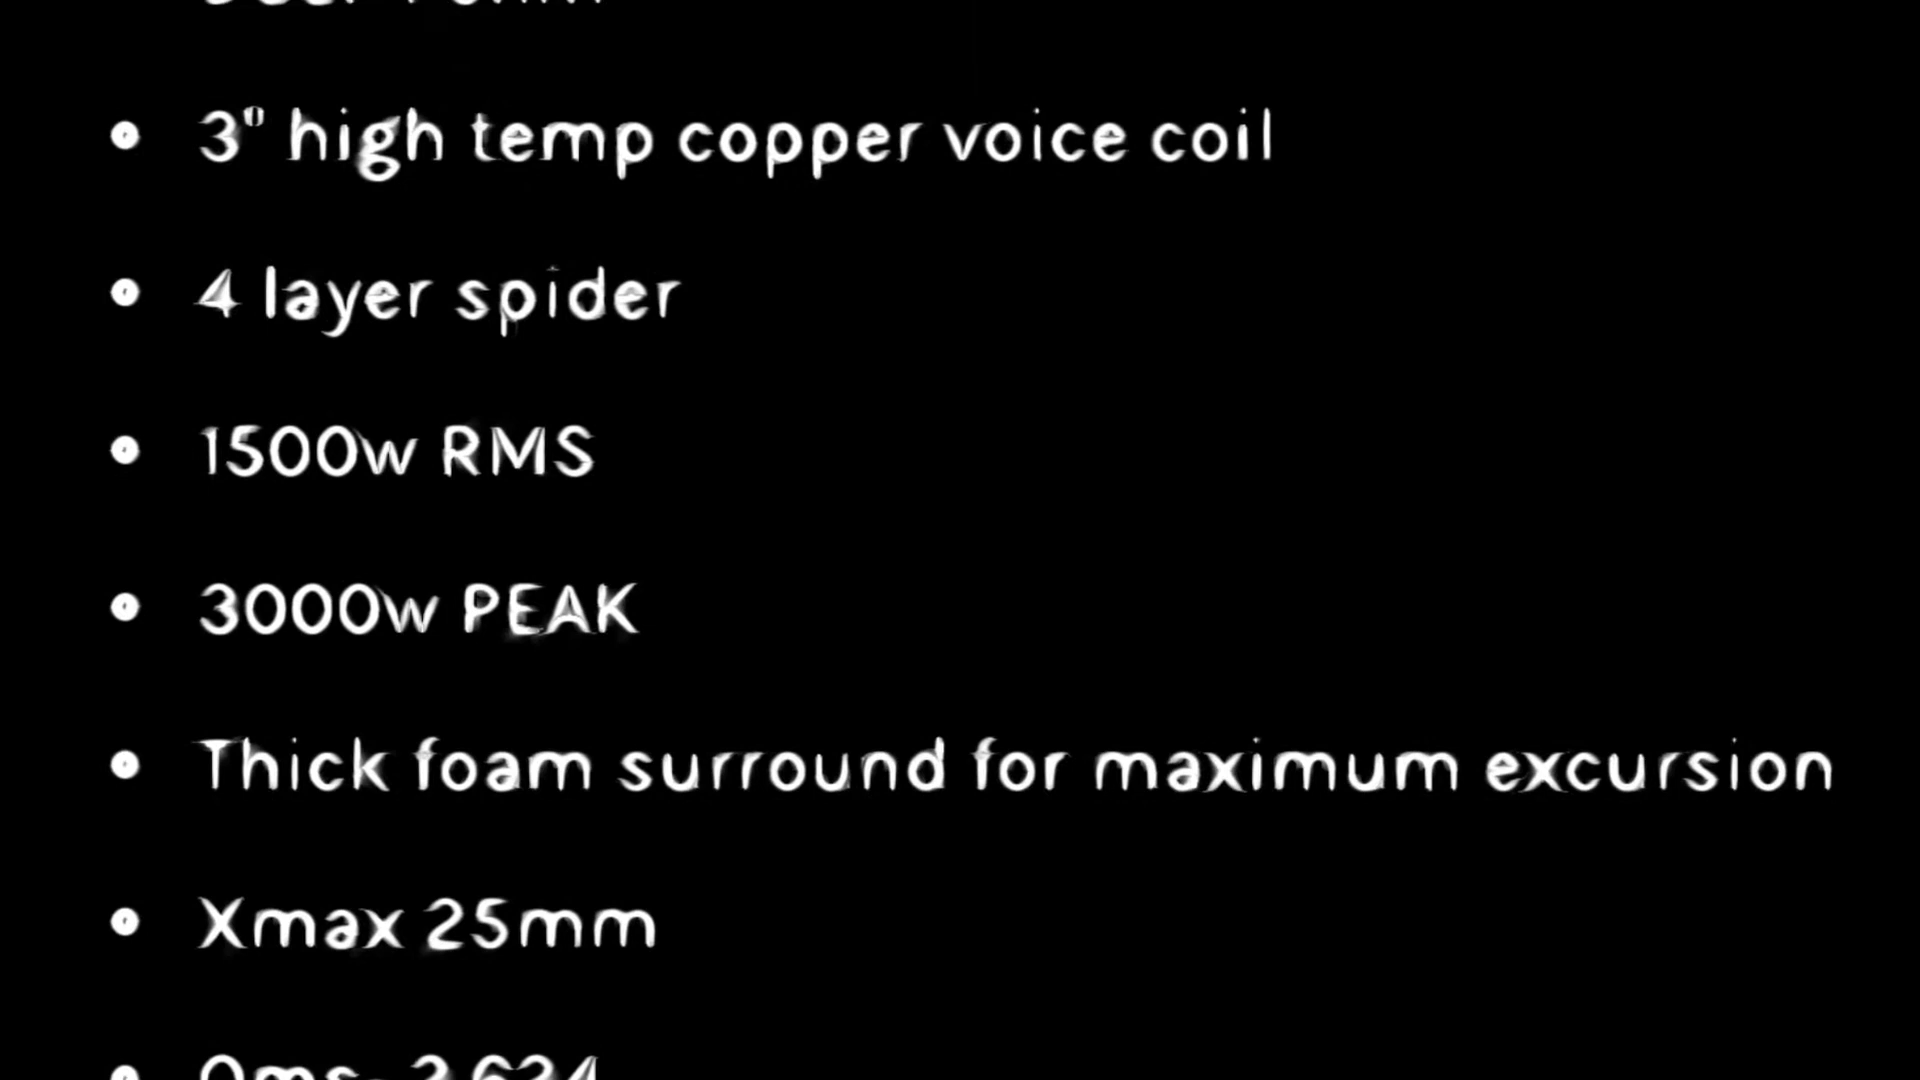 3" high temp copper voice coil
4 layer spider
1500w RMS
3000w PEAK
Thick foam surround for maximum excursion
Xmax 25mm